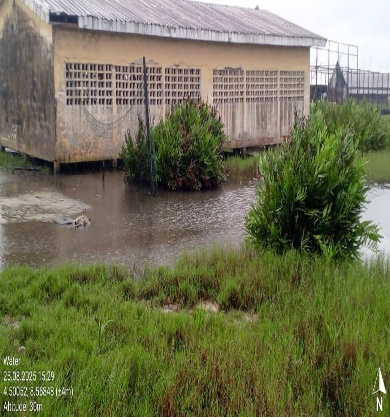 Water
25.08.2025 15:29
4.50052, 8.56848 (±4m)
Altitude: 30m
N